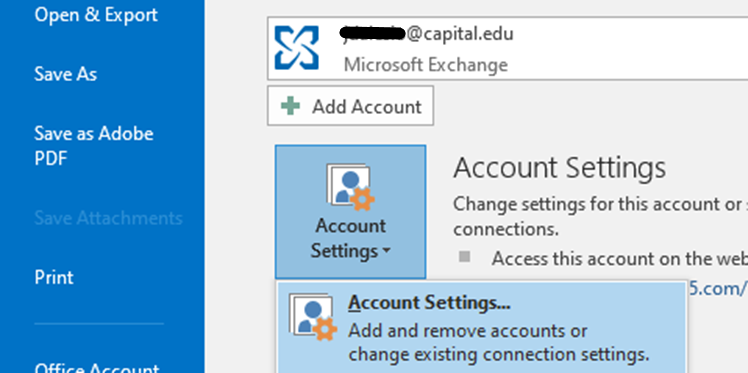 Open & Export
Save As
Save as Adobe
PDF
Save Attachments
Print
Office Account
@capital.edu
Microsoft Exchange
Add Account
Account
Settings
Account Settings
Change settings for this account or
connections.
Access this account on the web
5.com/
Account Settings...
Add and remove accounts or
change existing connection settings.